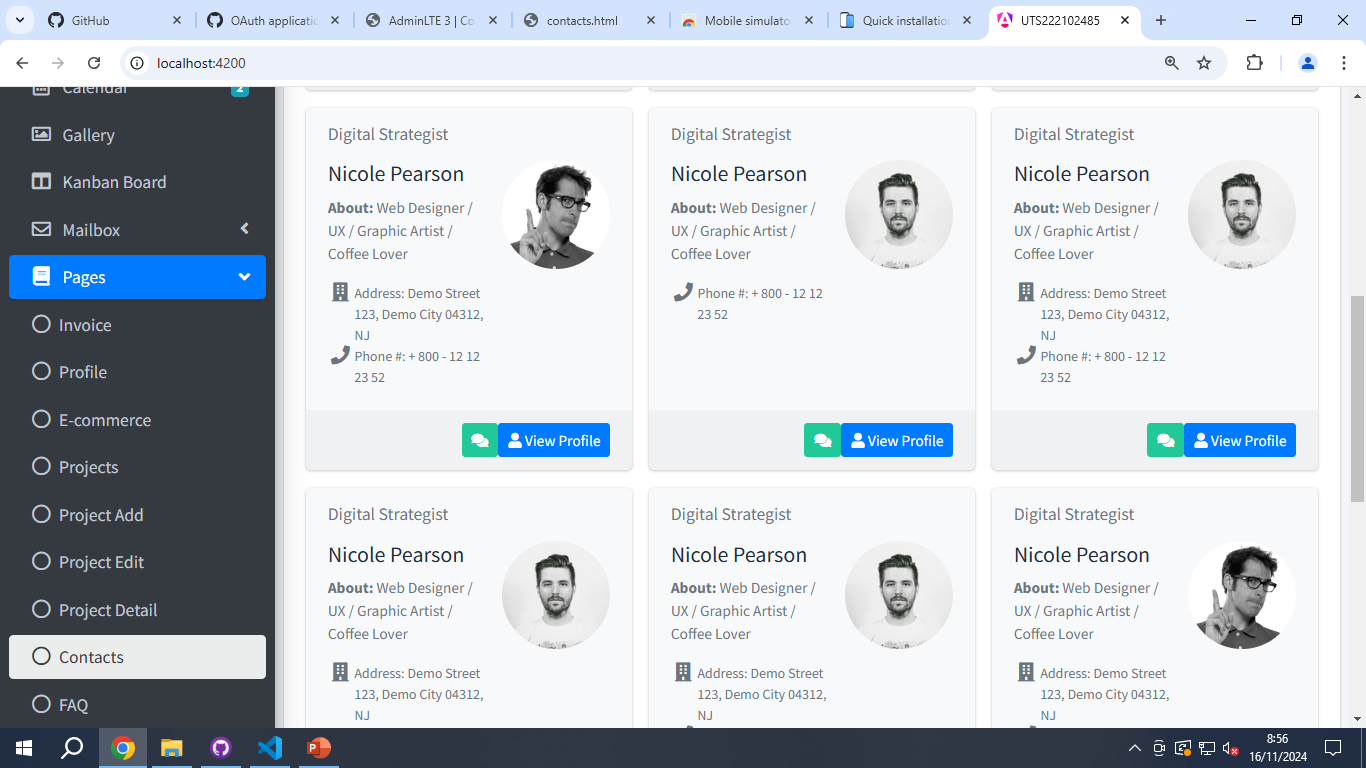 GitHub
OAuth applicatio
AdminLTE 3 | Co
contacts.html
Mobile simulato
Quick installatio
UTS222102485
localhost:4200
Calendar
2
Gallery
Kanban Board
Mailbox
Pages
Invoice
Profile
E-commerce
Projects
Project Add
Project Edit
Project Detail
Contacts
FAQ
Digital Strategist
Nicole Pearson
About: Web Designer /
UX / Graphic Artist /
Coffee Lover
Address: Demo Street
123, Demo City 04312,
NJ
Phone #: + 800 - 12 12
23 52
View Profile
Digital Strategist
Nicole Pearson
About: Web Designer /
UX / Graphic Artist /
Coffee Lover
Phone #: + 800 - 12 12
23 52
View Profile
Digital Strategist
Nicole Pearson
About: Web Designer /
UX / Graphic Artist /
Coffee Lover
Address: Demo Street
123, Demo City 04312,
NJ
Phone #: + 800 - 12 12
23 52
View Profile
Digital Strategist
Nicole Pearson
About: Web Designer /
UX / Graphic Artist /
Coffee Lover
Address: Demo Street
123, Demo City 04312,
NJ
Digital Strategist
Nicole Pearson
About: Web Designer /
UX / Graphic Artist /
Coffee Lover
Address: Demo Street
123, Demo City 04312,
NJ
Digital Strategist
Nicole Pearson
About: Web Designer /
UX / Graphic Artist /
Coffee Lover
Address: Demo Street
123, Demo City 04312,
NJ
8:56
16/11/2024